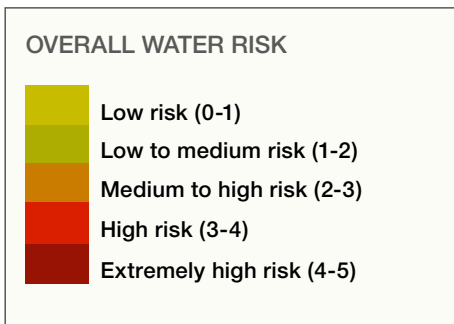 OVERALL WATER RISK
Low risk (0-1)
Low to medium risk (1-2)
Medium to high risk (2-3)
High risk (3-4)
Extremely high risk (4-5)